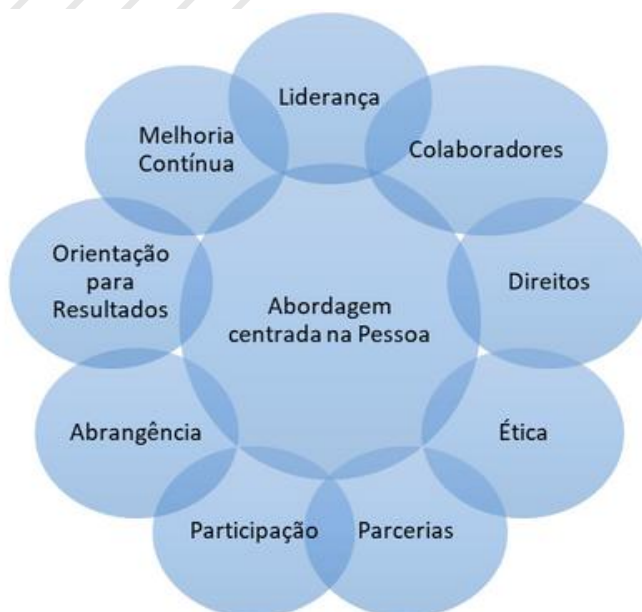 Liderança
Colaboradores
Direitos
Ética
Parcerias
Participação
Abrangência
Orientação
para
Resultados
Melhoria
Contínua
Abordagem
centrada na Pessoa